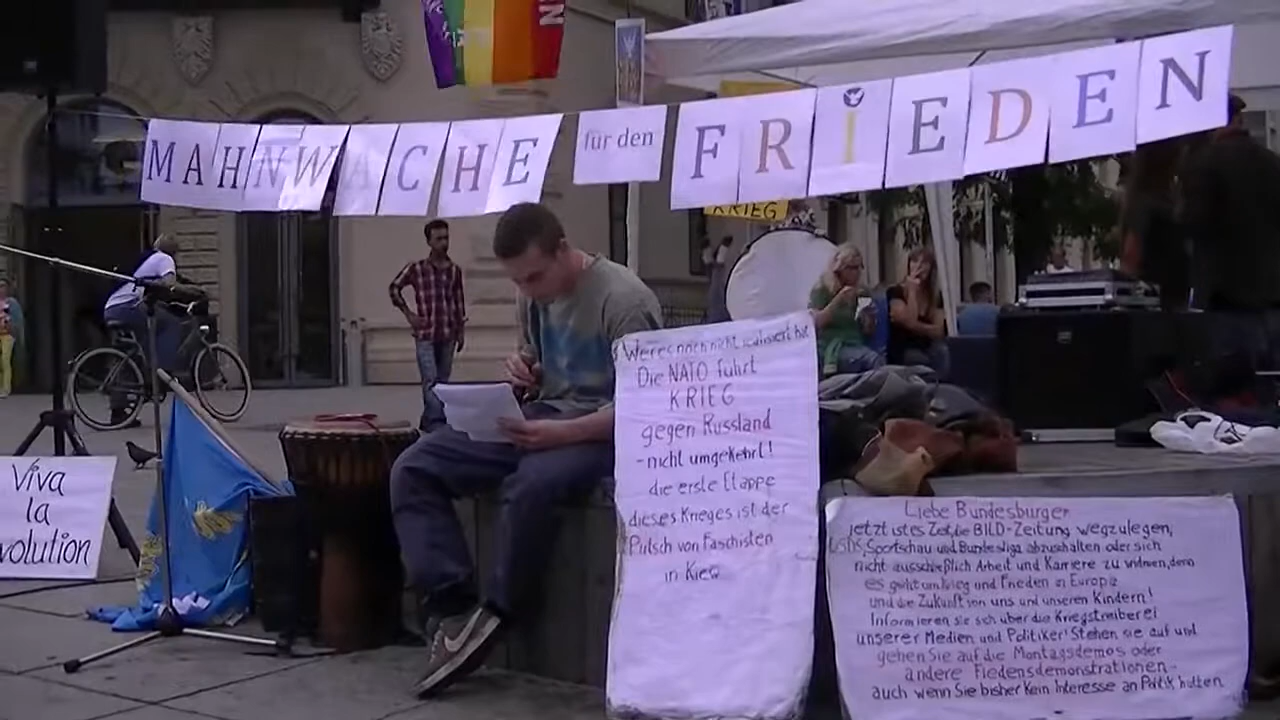 MAHNWACHE für den FRIEDEN
KRIEG
Viva
la
volution
Wer es noch nicht realisiert hat
Die NATO führt
KRIEG
gegen Russland
-nicht umgekehrt!
die erste Etappe
dieses Krieges ist der
Putsch von Faschisten
in Kiew
Liebe Bundesbürger
jetzt ist es Zeit, die BILD-Zeitung wegzulegen,
Sportschau und Bundesliga abzuschalten oder sich
nicht ausschließlich Arbeit und Karriere zu widmen, denn
es geht um Krieg und Frieden in Europa
und die Zukunft von uns und unseren Kindern!
Informieren sie sich über die Kriegstreiberei
unserer Medien und Politiker! Stehen sie auf und
gehen Sie auf die Montagsdemos oder
andere Fiedensdemonstrationen-
auch wenn Sie bisher kein Interesse an Politik hatten